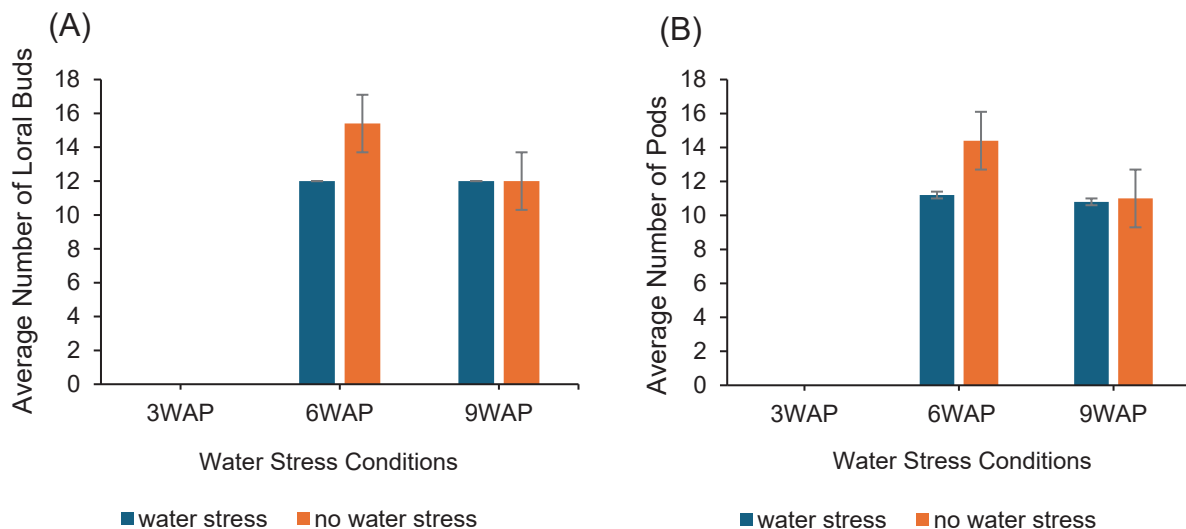 (A)
Average Number of Loral Buds
18
16
14
12
10
8
6
4
2
0
3WAP 6WAP 9WAP
Water Stress Conditions
water stress no water stress
(B)
Average Number of Pods
18
16
14
12
10
8
6
4
2
0
3WAP 6WAP 9WAP
Water Stress Conditions
water stress no water stress